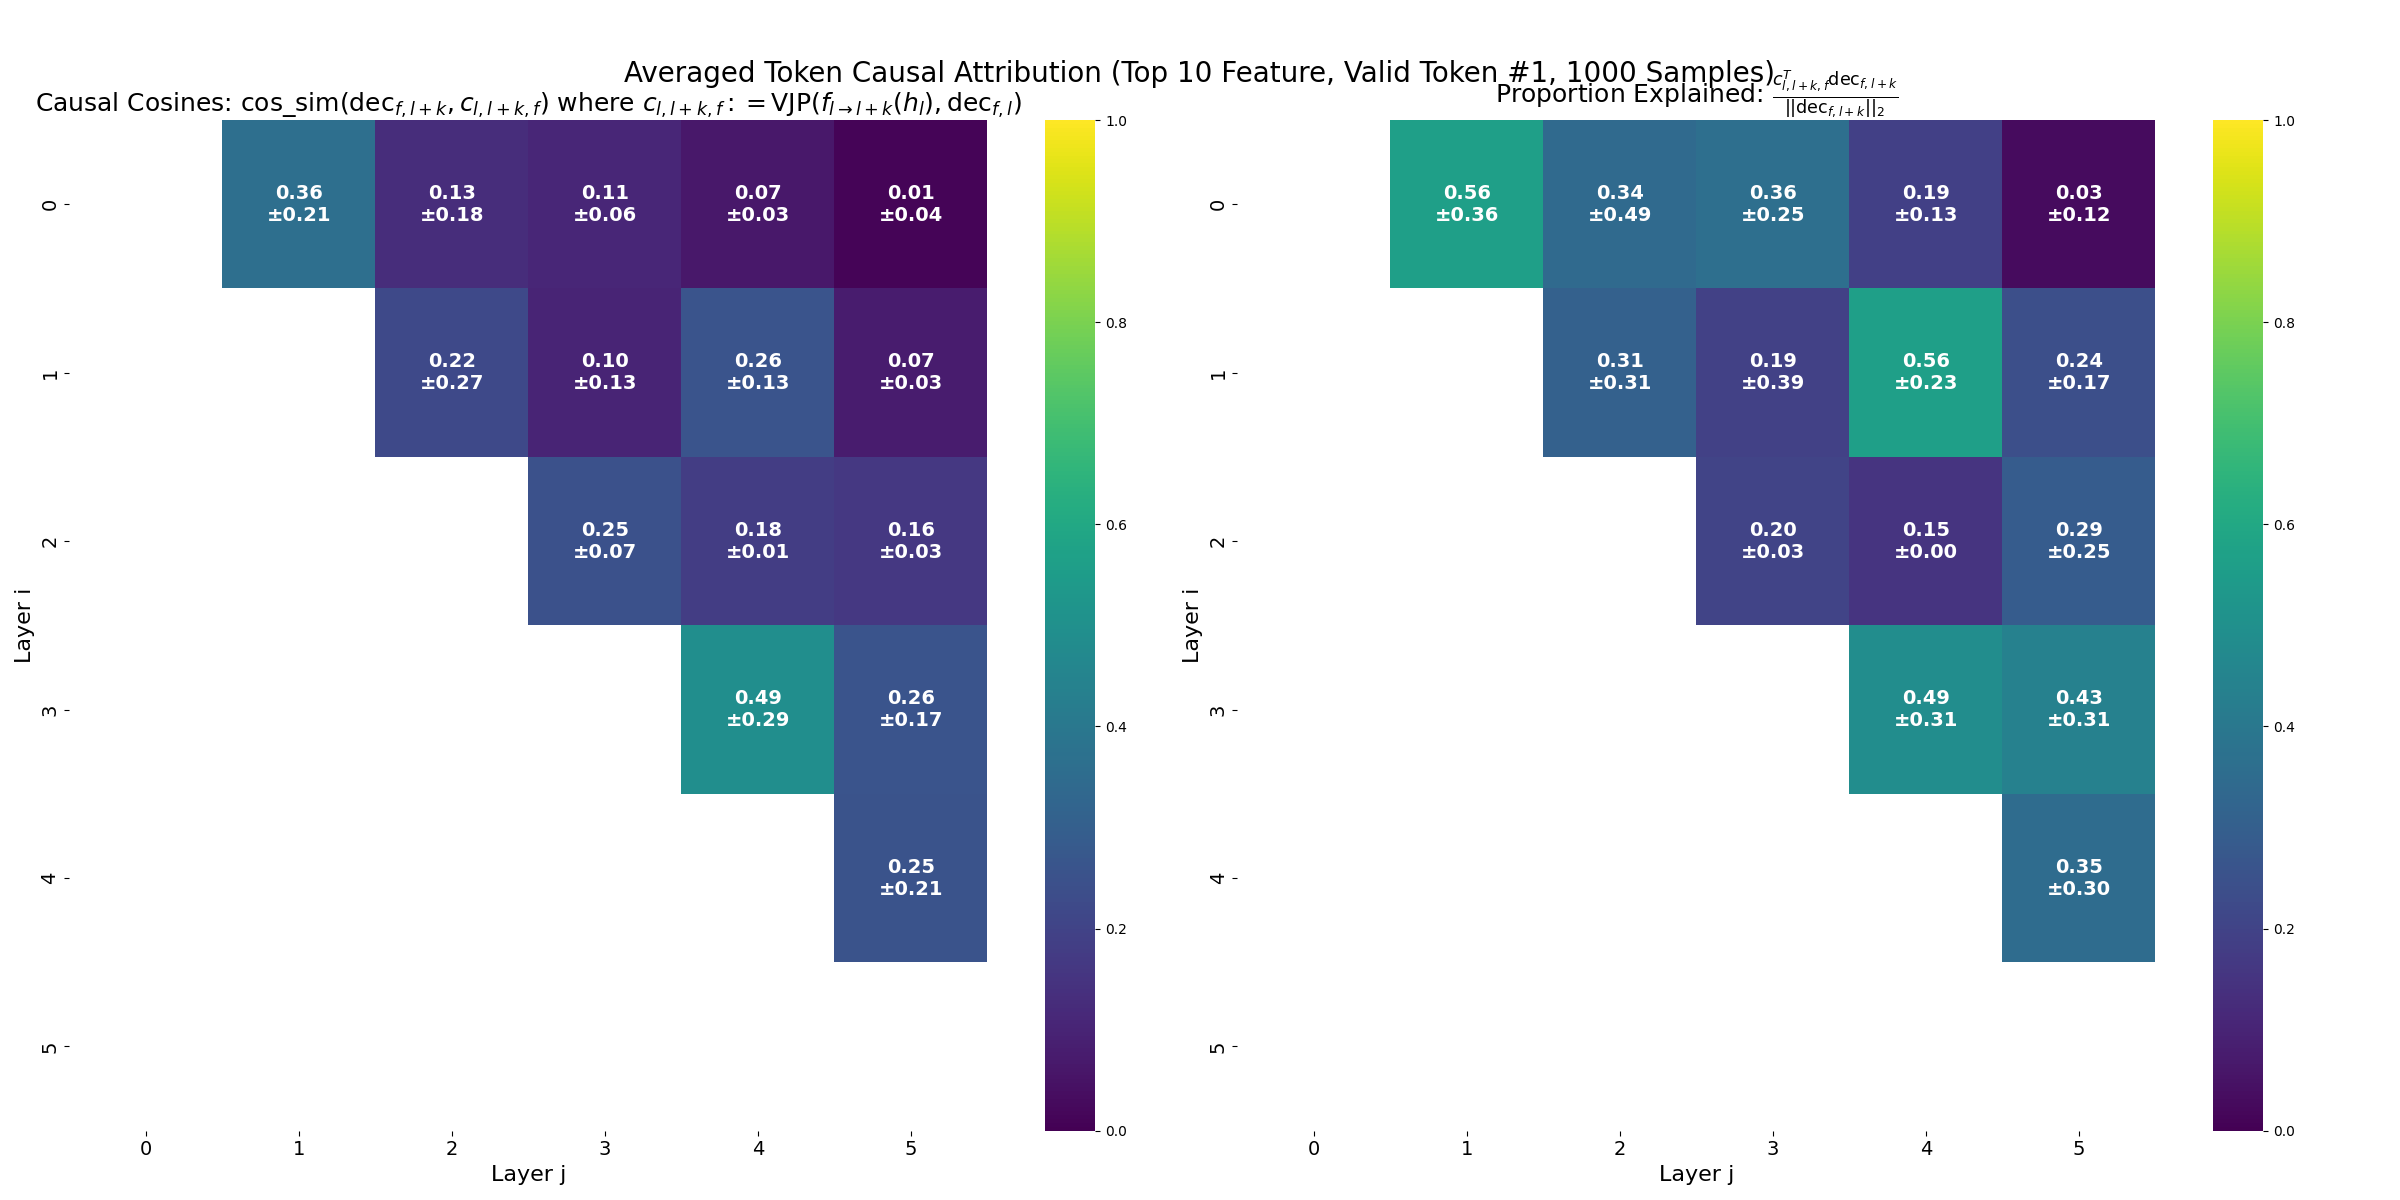 Averaged Token Causal Attribution (Top 10 Feature, Valid Token #1, 1000 Samples)
Causal Cosines: cos_sim(dec_{f, l+k}, c_{l, l+k, f}) where c_{l, l+k, f} := VJP(f_{l→l+k}(h_l), dec_{f, l})
0.36 ±0.21 0.13 ±0.18 0.11 ±0.06 0.07 ±0.03 0.01 ±0.04
0.22 ±0.27 0.10 ±0.13 0.26 ±0.13 0.07 ±0.03
0.25 ±0.07 0.18 ±0.01 0.16 ±0.03
0.49 ±0.29 0.26 ±0.17
0.25 ±0.21
0
1
2
3
4
5
Layer i
0 1 2 3 4 5
Layer j
1.0
0.8
0.6
0.4
0.2
0.0
Proportion Explained: \frac{c^T_{l, l+k, f} dec_{f, l+k}}{||dec_{f, l+k}||_2}
0.56 ±0.36 0.34 ±0.49 0.36 ±0.25 0.19 ±0.13 0.03 ±0.12
0.31 ±0.31 0.19 ±0.39 0.56 ±0.23 0.24 ±0.17
0.20 ±0.03 0.15 ±0.00 0.29 ±0.25
0.49 ±0.31 0.43 ±0.31
0.35 ±0.30
0
1
2
3
4
5
Layer i
0 1 2 3 4 5
Layer j
1.0
0.8
0.6
0.4
0.2
0.0